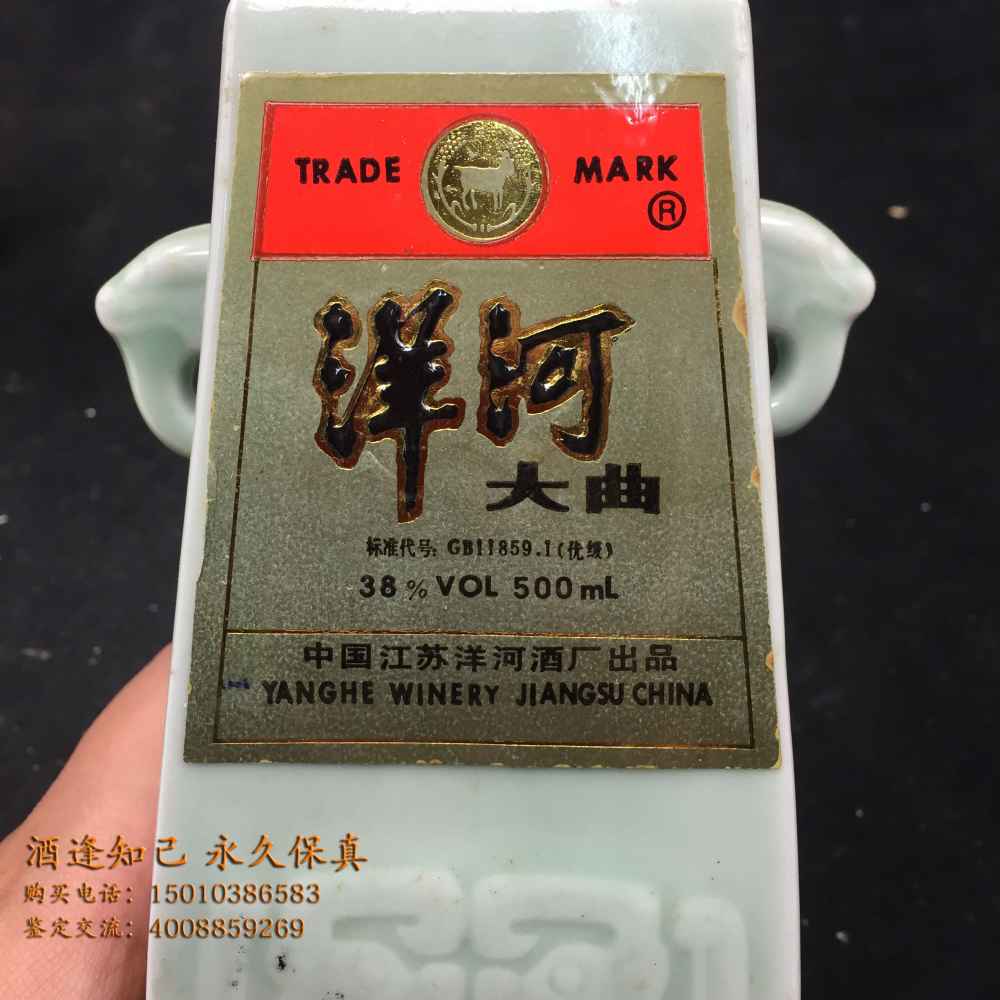 TRADE MARK
®
洋河
大曲
标准代号: GB11859.1(优级)
38% VOL 500mL
中国江苏洋河酒厂出品
YANGHE WINERY JIANGSU CHINA
酒逢知己 永久保真
购买电话：15010386583
鉴定交流：4008859269